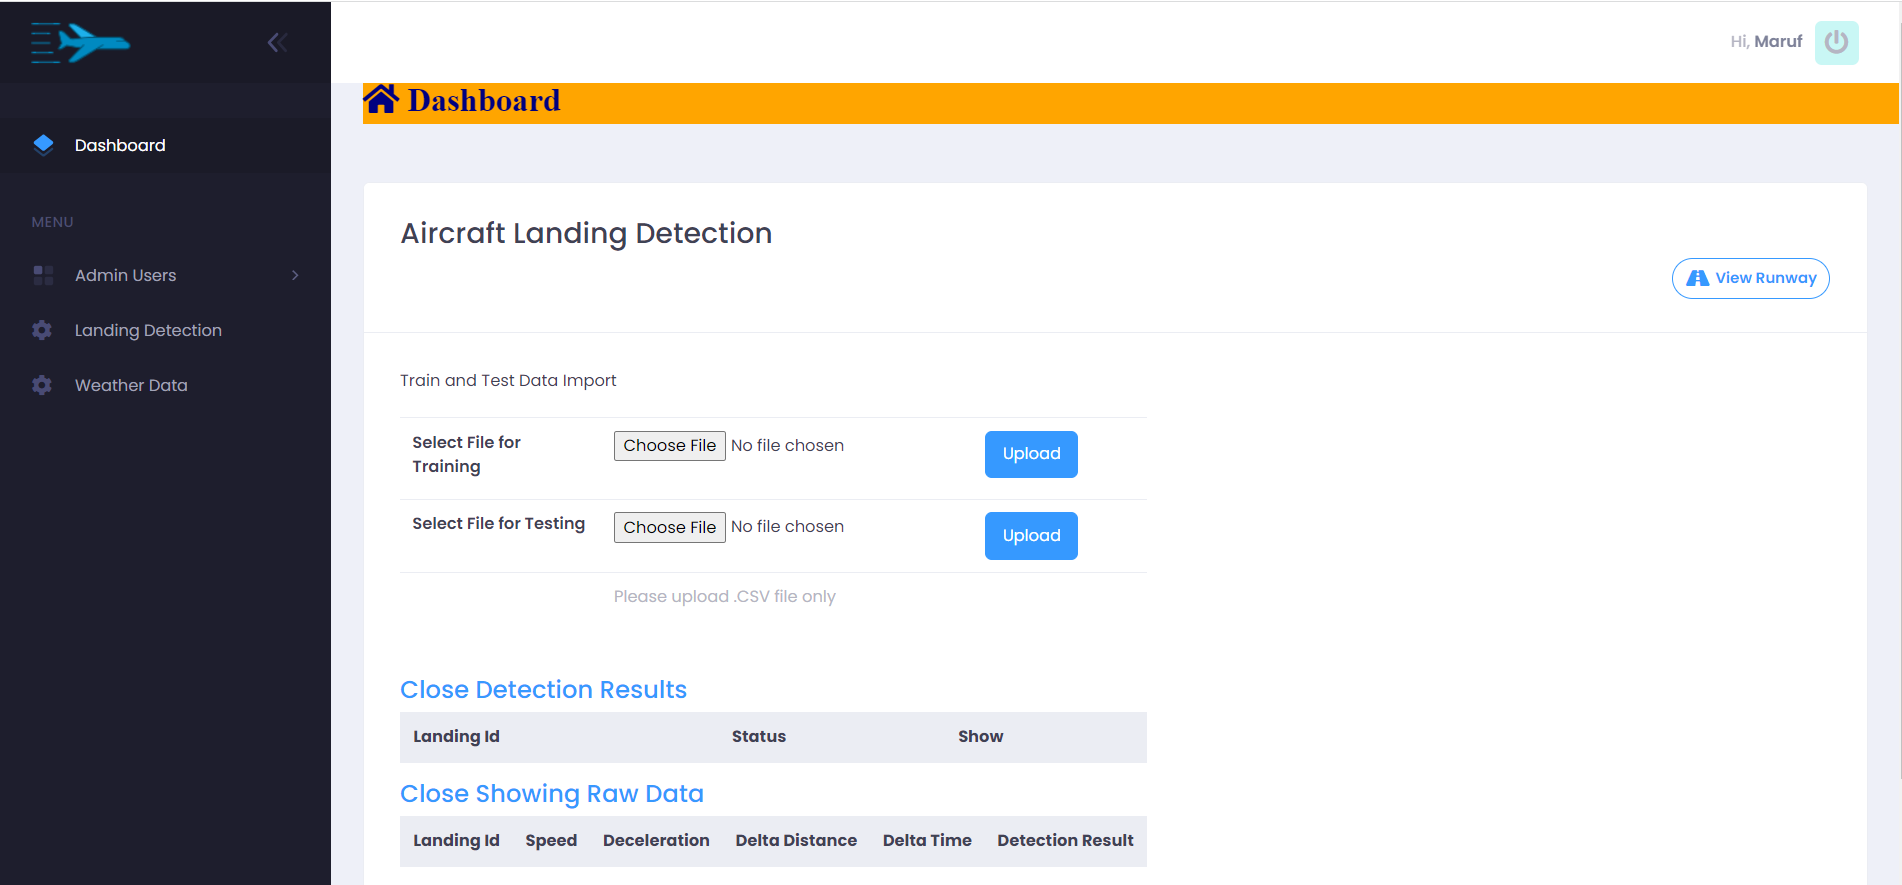 Hi, Maruf
Dashboard
Dashboard
MENU
Admin Users
Landing Detection
Weather Data
Aircraft Landing Detection
View Runway
Train and Test Data Import
Select File for
Training
Choose File No file chosen
Upload
Select File for Testing
Choose File No file chosen
Upload
Please upload .CSV file only
Close Detection Results
Landing Id Status Show
Close Showing Raw Data
Landing Id Speed Deceleration Delta Distance Delta Time Detection Result